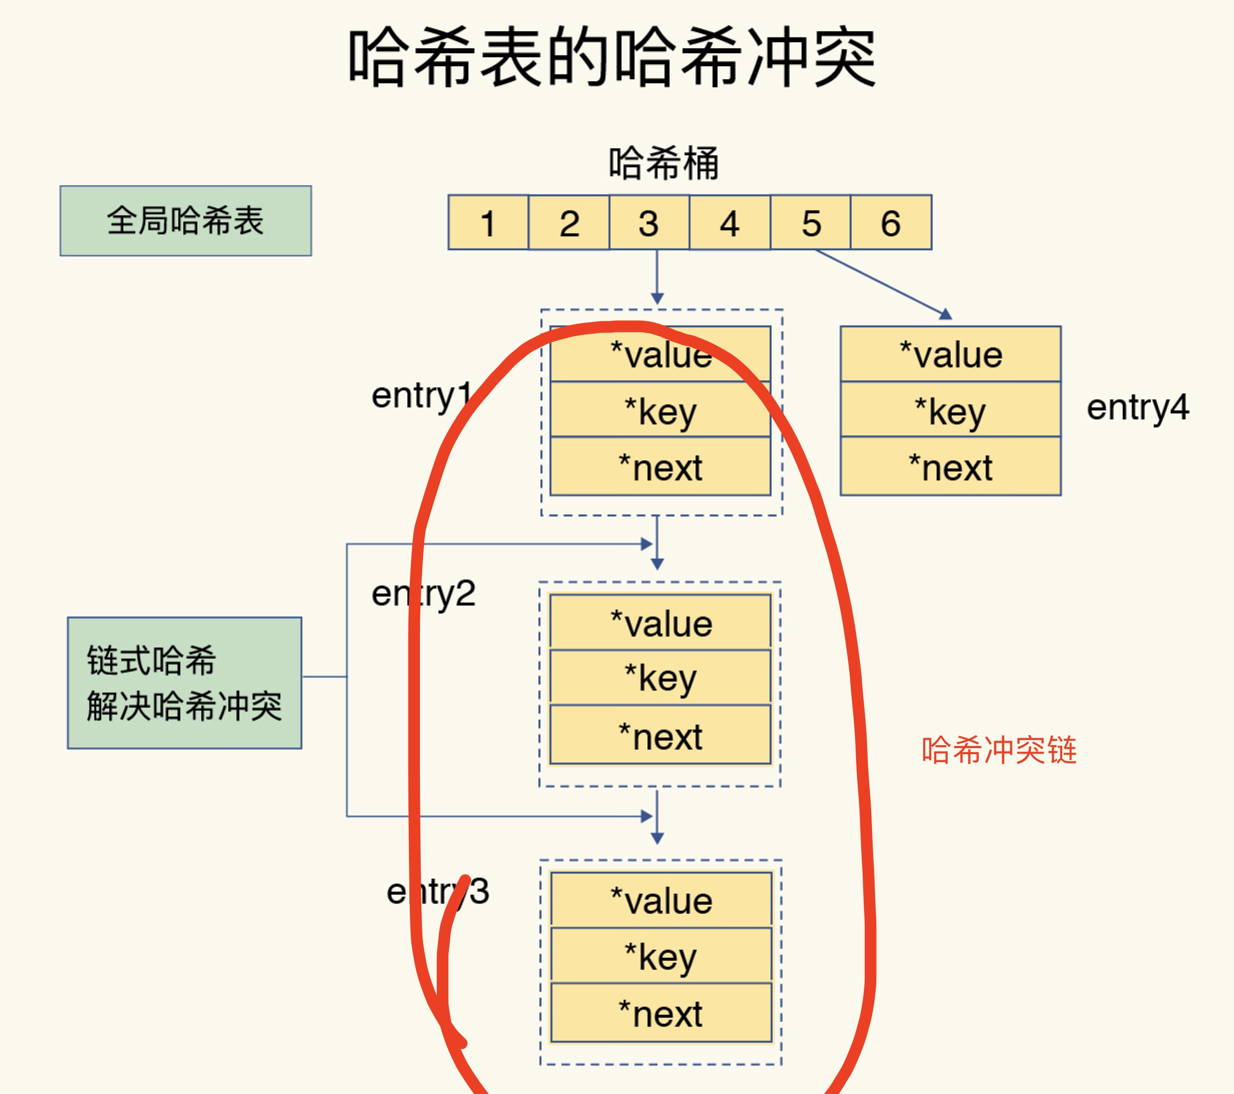 哈希表的哈希冲突
哈希桶
全局哈希表
1 2 3 4 5 6
entry1
*value
*key
*next
*value
*key
*next
entry4
entry2
*value
*key
*next
链式哈希
解决哈希冲突
哈希冲突链
entry3
*value
*key
*next